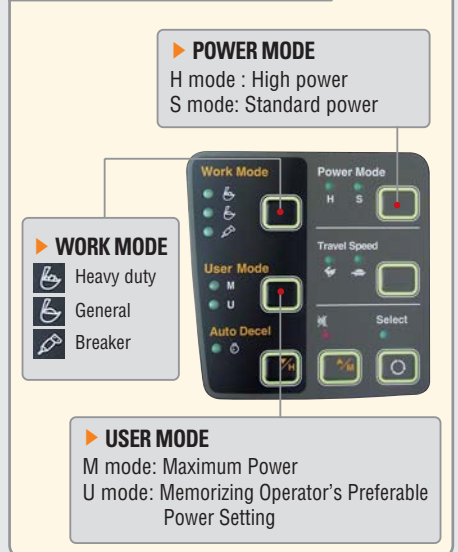 ▶ POWER MODE
H mode : High power
S mode: Standard power
Work Mode
Power Mode
H S
▶ WORK MODE
Heavy duty
General
Breaker
Travel Speed
User Mode
M
U
Auto Decel
Select
▼/H
▲/M
▶ USER MODE
M mode: Maximum Power
U mode: Memorizing Operator's Preferable
Power Setting